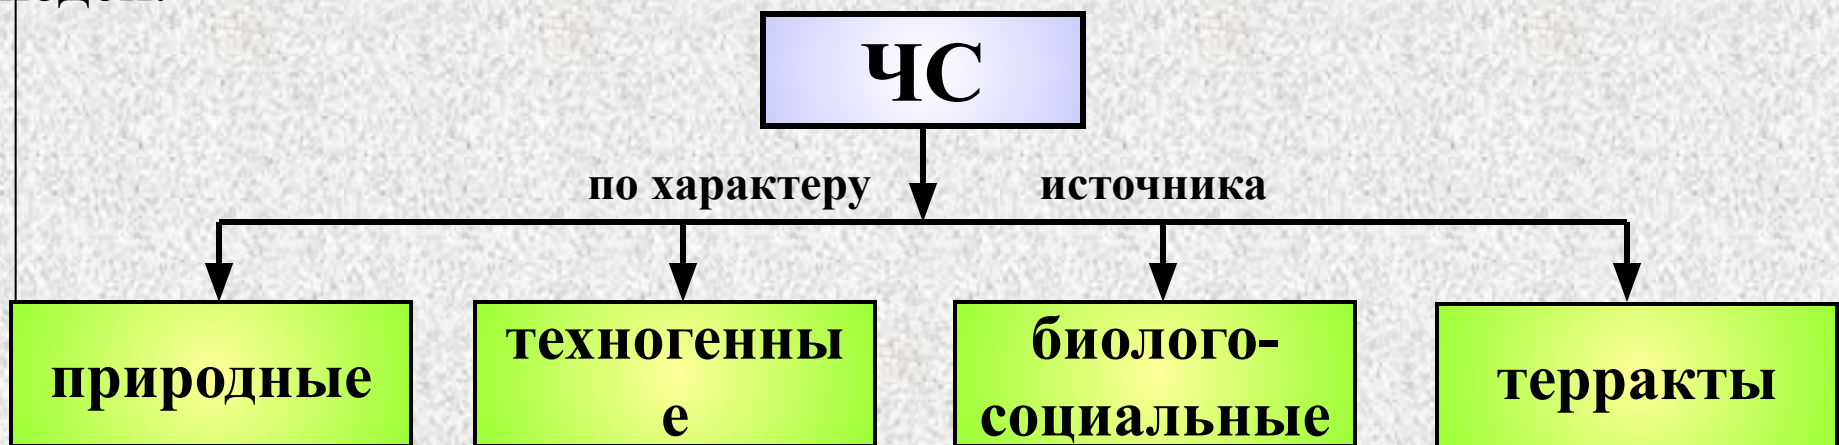 ЧС
по характеру источника
природные
техногенны
е
биолого-
социальные
терракты